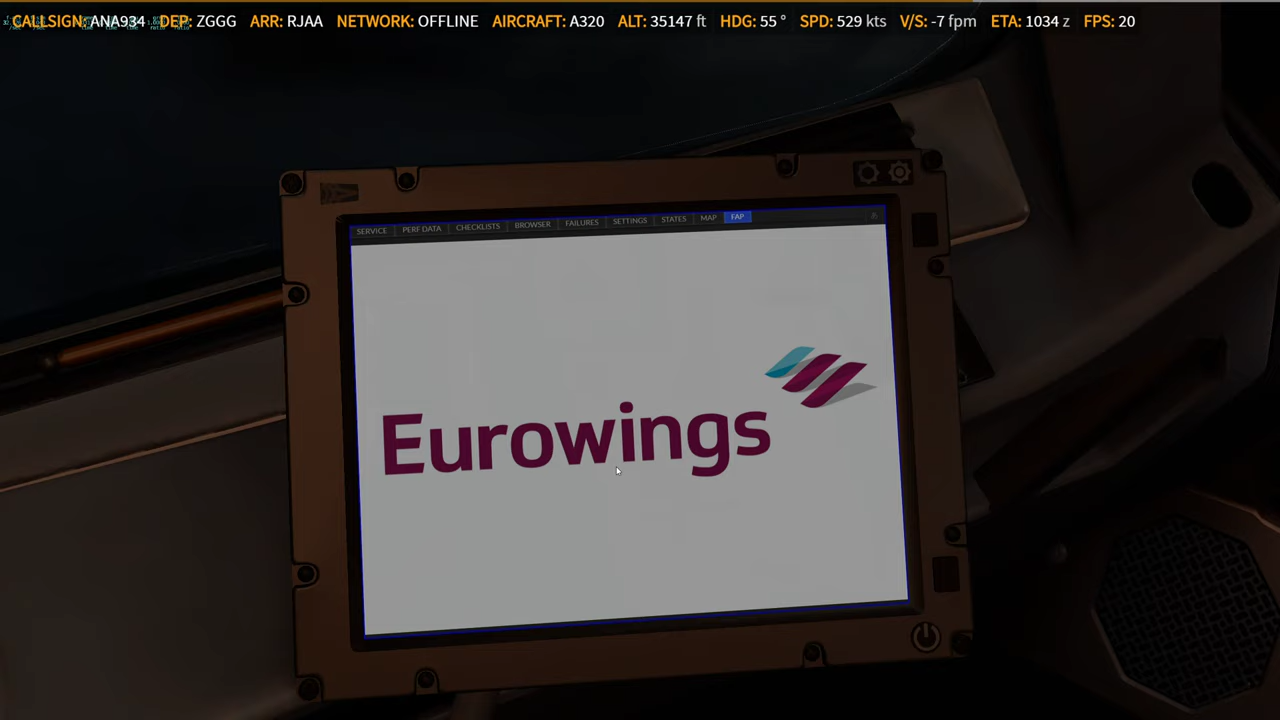 CALLSIGN: ANA934 DEP: ZGGG ARR: RJAA NETWORK: OFFLINE AIRCRAFT: A320 ALT: 35147 ft HDG: 55 ° SPD: 529 kts V/S: -7 fpm ETA: 1034 z FPS: 20
SERVICE PERF DATA CHECKLISTS BROWSER FAILURES SETTINGS STATES MAP FAP
Eurowings